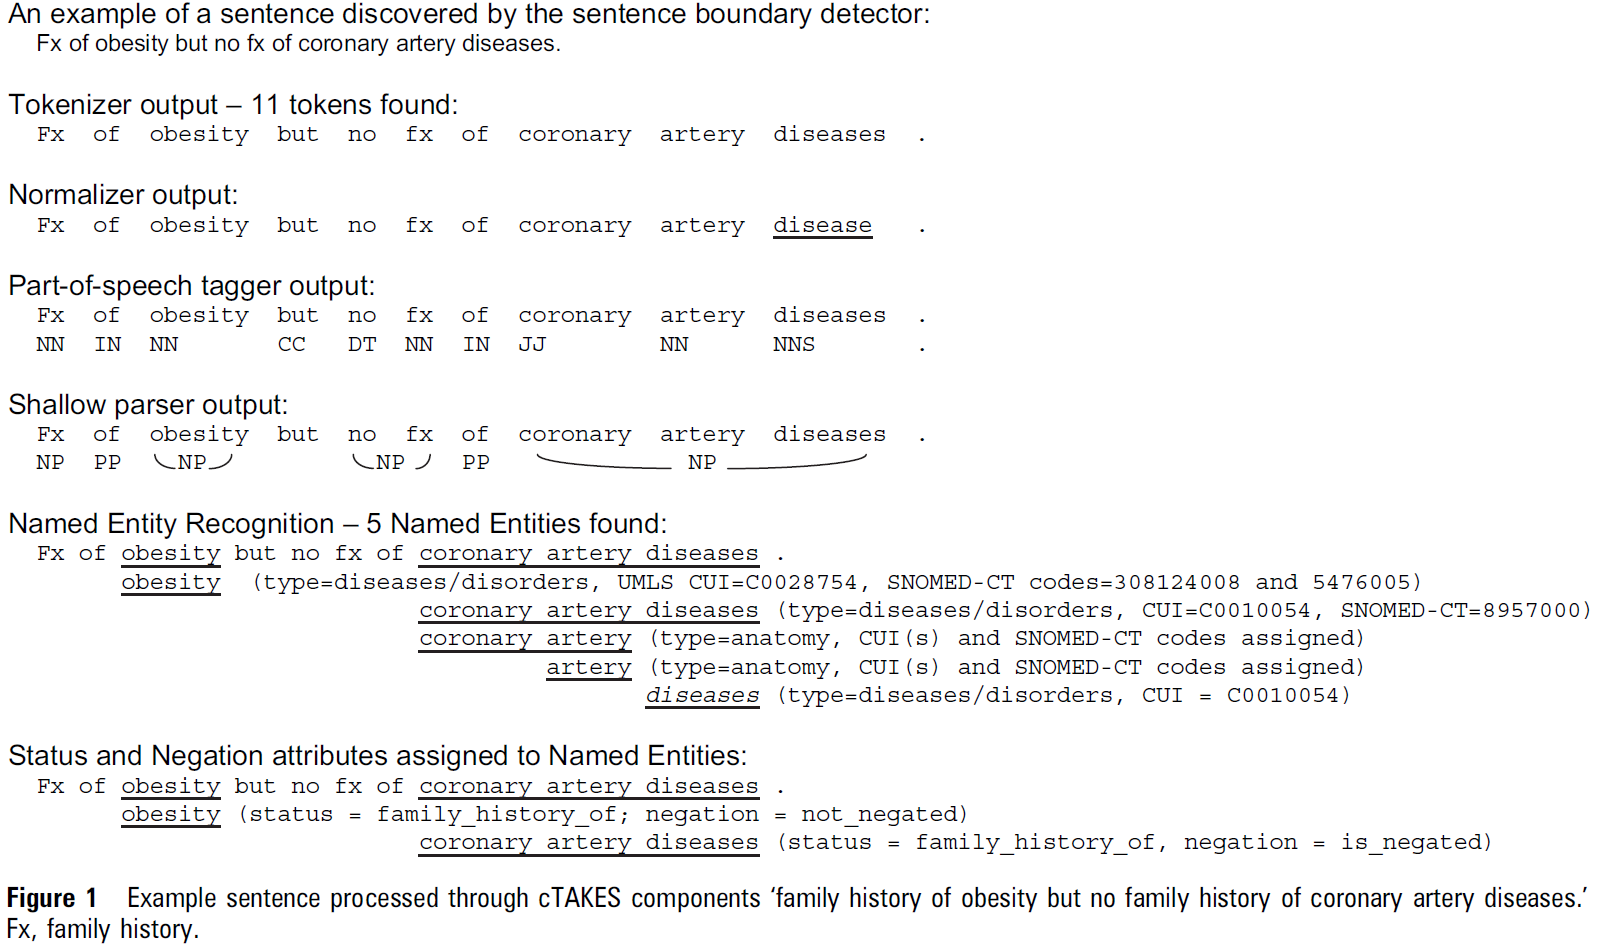 An example of a sentence discovered by the sentence boundary detector:
Fx of obesity but no fx of coronary artery diseases.
Tokenizer output – 11 tokens found:
Fx of obesity but no fx of coronary artery diseases .
Normalizer output:
Fx of obesity but no fx of coronary artery disease .
Part-of-speech tagger output:
Fx of obesity but no fx of coronary artery diseases .
NN IN NN CC DT NN IN JJ NN NNS .
Shallow parser output:
Fx of obesity but no fx of coronary artery diseases .
NP PP NP NP PP NP
Named Entity Recognition – 5 Named Entities found:
Fx of obesity but no fx of coronary artery diseases .
obesity (type=diseases/disorders, UMLS CUI=C0028754, SNOMED-CT codes=308124008 and 5476005)
coronary artery diseases (type=diseases/disorders, CUI=C0010054, SNOMED-CT=8957000)
coronary artery (type=anatomy, CUI(s) and SNOMED-CT codes assigned)
artery (type=anatomy, CUI(s) and SNOMED-CT codes assigned)
diseases (type=diseases/disorders, CUI = C0010054)
Status and Negation attributes assigned to Named Entities:
Fx of obesity but no fx of coronary artery diseases .
obesity (status = family_history_of; negation = not_negated)
coronary artery diseases (status = family_history_of, negation = is_negated)
Figure 1 Example sentence processed through cTAKES components ‘family history of obesity but no family history of coronary artery diseases.’
Fx, family history.